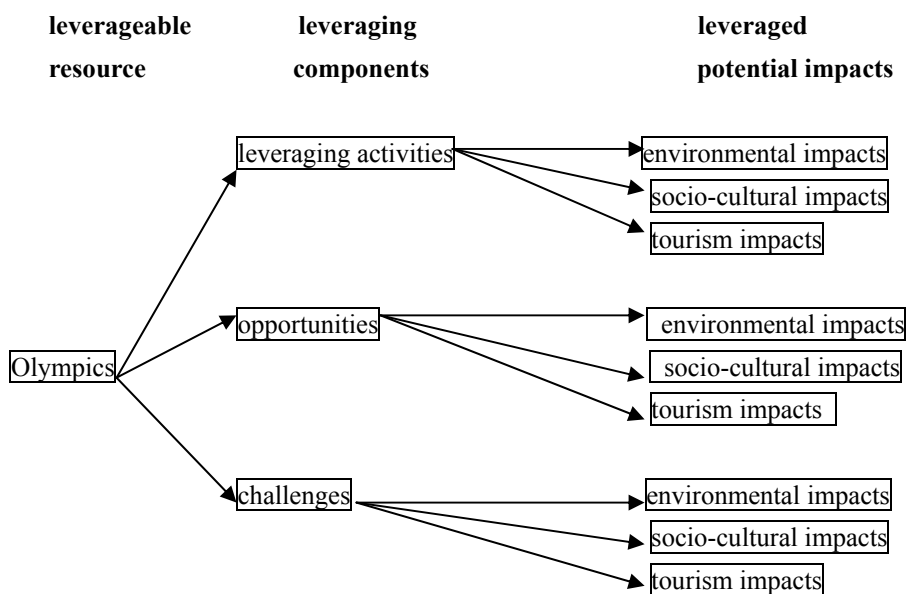 leverageable leveraging leveraged
resource components potential impacts
leveraging activities environmental impacts
socio-cultural impacts
tourism impacts
opportunities environmental impacts
Olympics socio-cultural impacts
tourism impacts
challenges environmental impacts
socio-cultural impacts
tourism impacts